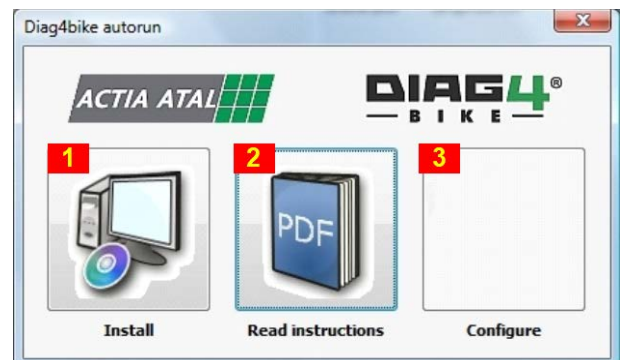 Diag4bike autorun
ACTIA ATAL
DIAG4®
BIKE
1
2
3
PDF
Install
Read instructions
Configure